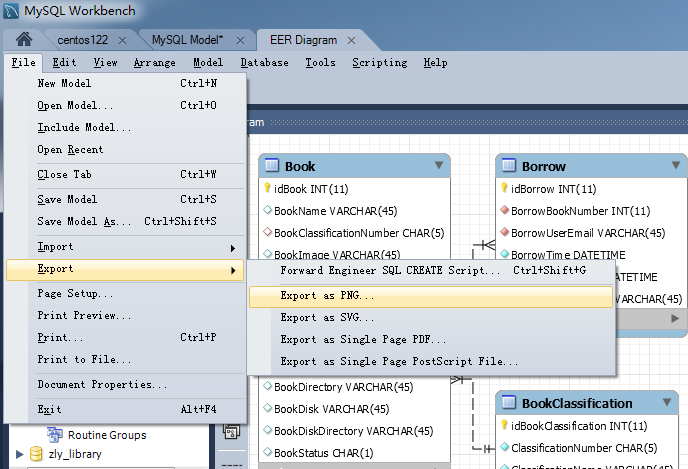 MySQL Workbench
centos122
MySQL Model*
EER Diagram
File Edit View Arrange Model Database Tools Scripting Help
New Model Ctrl+N
Open Model... Ctrl+O
Include Model...
Open Recent
Close Tab Ctrl+W
Save Model Ctrl+S
Save Model As... Ctrl+Shift+S
Import
Export
Page Setup...
Print Preview...
Print... Ctrl+P
Print to File...
Document Properties...
Exit Alt+F4
Forward Engineer SQL CREATE Script... Ctrl+Shift+G
Export as PNG...
Export as SVG...
Export as Single Page PDF...
Export as Single Page PostScript File...
Book
idBook INT(11)
BookName VARCHAR(45)
BookClassificationNumber CHAR(5)
BookImage VARCHAR(45)
BookDirectory VARCHAR(45)
BookDisk VARCHAR(45)
BookDiskDirectory VARCHAR(45)
BookStatus CHAR(1)
Borrow
idBorrow INT(11)
BorrowBookNumber INT(11)
BorrowUserEmail VARCHAR(45)
BorrowTime DATETIME
ATETIME
BookClassification
idBookClassification INT(11)
ClassificationNumber CHAR(5)
ClassificationName VARCHAR(45)
Routine Groups
zly_library